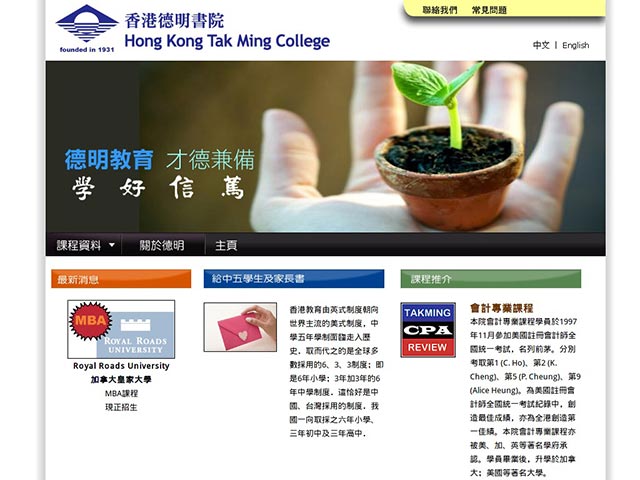 聯絡我們 常見問題
香港德明書院
founded in 1931
Hong Kong Tak Ming College
中文 | English
德明教育 才德兼備
學好信篤
課程資料 關於德明 主頁
最新消息
MBA
ROYAL ROADS
UNIVERSITY
Royal Roads University
加拿大皇家大學
MBA課程
現正招生
給中五學生及家長書
香港教育由英式制度朝向
世界主流的美式制度，中
學五年學制面臨走入歷
史，取而代之的是全球多
數採用的6、3、3制度；即
是6年小學；3年加3年的6
年中學制度，這恰好是中
國、台灣採用的制度，我
國一向取採之六年小學、
三年初中及三年高中．
課程推介
TAKMING
CPA
REVIEW
會計專業課程
本院會計專業課程學員於1997
年11月參加美國註冊會計師全
國統一考試，名列前茅。分別
考取第1 (C. Ho)、第2 (K.
Cheng)、第5 (P. Cheung)、第9
(Alice Heung)。為美國註冊會
計師全國統一考試紀錄中，創
造最佳成績，亦為全港創造第
一佳績。本院會計專業課程亦
被美、加、英等著名學府承
認。學員畢業後，升學於加拿
大；美國等著名大學。